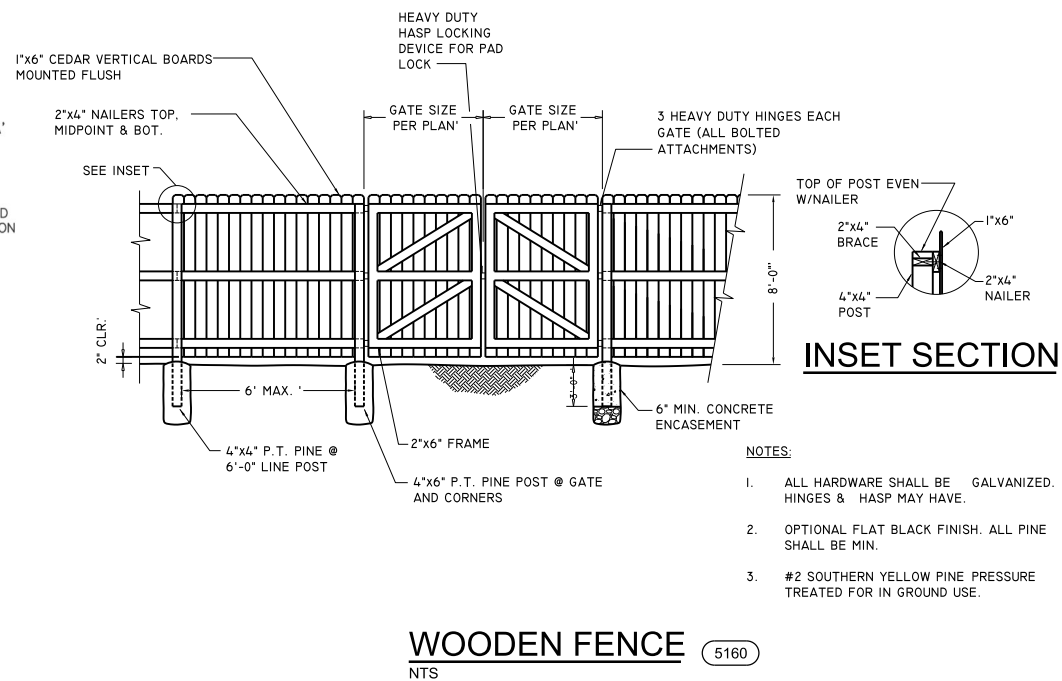 HEAVY DUTY
HASP LOCKING
DEVICE FOR PAD
LOCK
1"x6" CEDAR VERTICAL BOARDS
MOUNTED FLUSH
2"x4" NAILERS TOP,
MIDPOINT & BOT.
SEE INSET
GATE SIZE
PER PLAN'
GATE SIZE
PER PLAN'
3 HEAVY DUTY HINGES EACH
GATE (ALL BOLTED
ATTACHMENTS)
ON
8'-0"'
2" CLR.'
6' MAX. '
3'-0"
4"x4" P.T. PINE @
6'-0" LINE POST
2"x6" FRAME
4"x6" P.T. PINE POST @ GATE
AND CORNERS
6" MIN. CONCRETE
ENCASEMENT
TOP OF POST EVEN
W/NAILER
2"x4"
BRACE
1"x6"
4"x4"
POST
2"x4"
NAILER
INSET SECTION
NOTES:
1. ALL HARDWARE SHALL BE GALVANIZED.
HINGES & HASP MAY HAVE.
2. OPTIONAL FLAT BLACK FINISH. ALL PINE
SHALL BE MIN.
3. #2 SOUTHERN YELLOW PINE PRESSURE
TREATED FOR IN GROUND USE.
WOODEN FENCE 5160
NTS